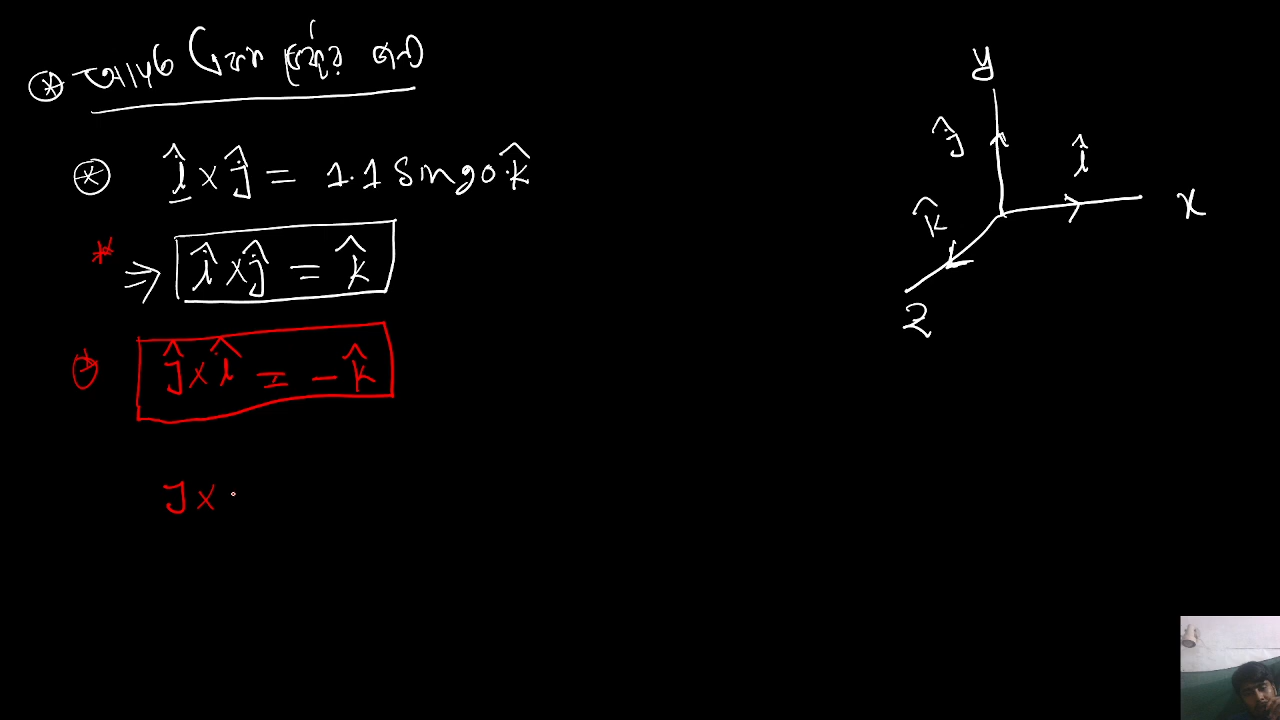 î × ĵ = 1.1 Sin90.k̂
⇒ î × ĵ = k̂
ĵ × î = - k̂
J ×
y
ĵ
î
k̂
x
Z